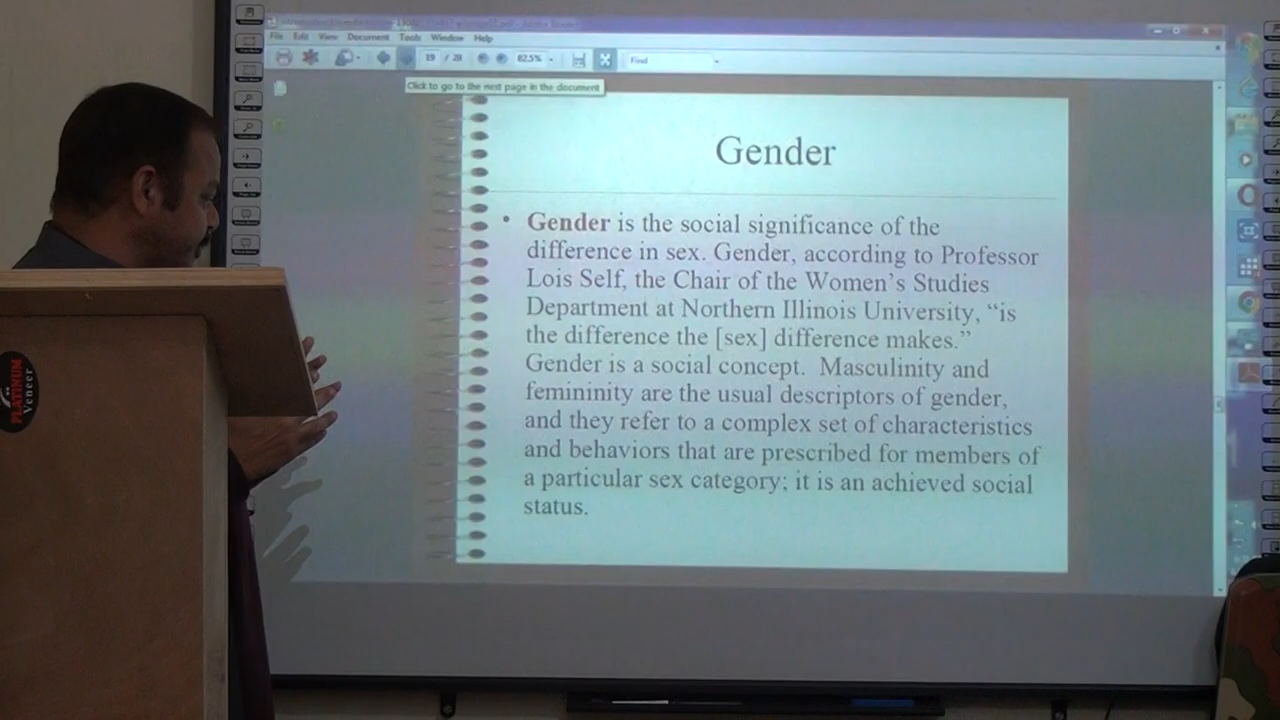 File Edit View Document Tools Window Help
19 / 28 82.5% Find
Click to go to the next page in the document
Gender
• Gender is the social significance of the
difference in sex. Gender, according to Professor
Lois Self, the Chair of the Women’s Studies
Department at Northern Illinois University, “is
the difference the [sex] difference makes.”
Gender is a social concept. Masculinity and
femininity are the usual descriptors of gender,
and they refer to a complex set of characteristics
and behaviors that are prescribed for members of
a particular sex category; it is an achieved social
status.
PLATINUM
Veneer